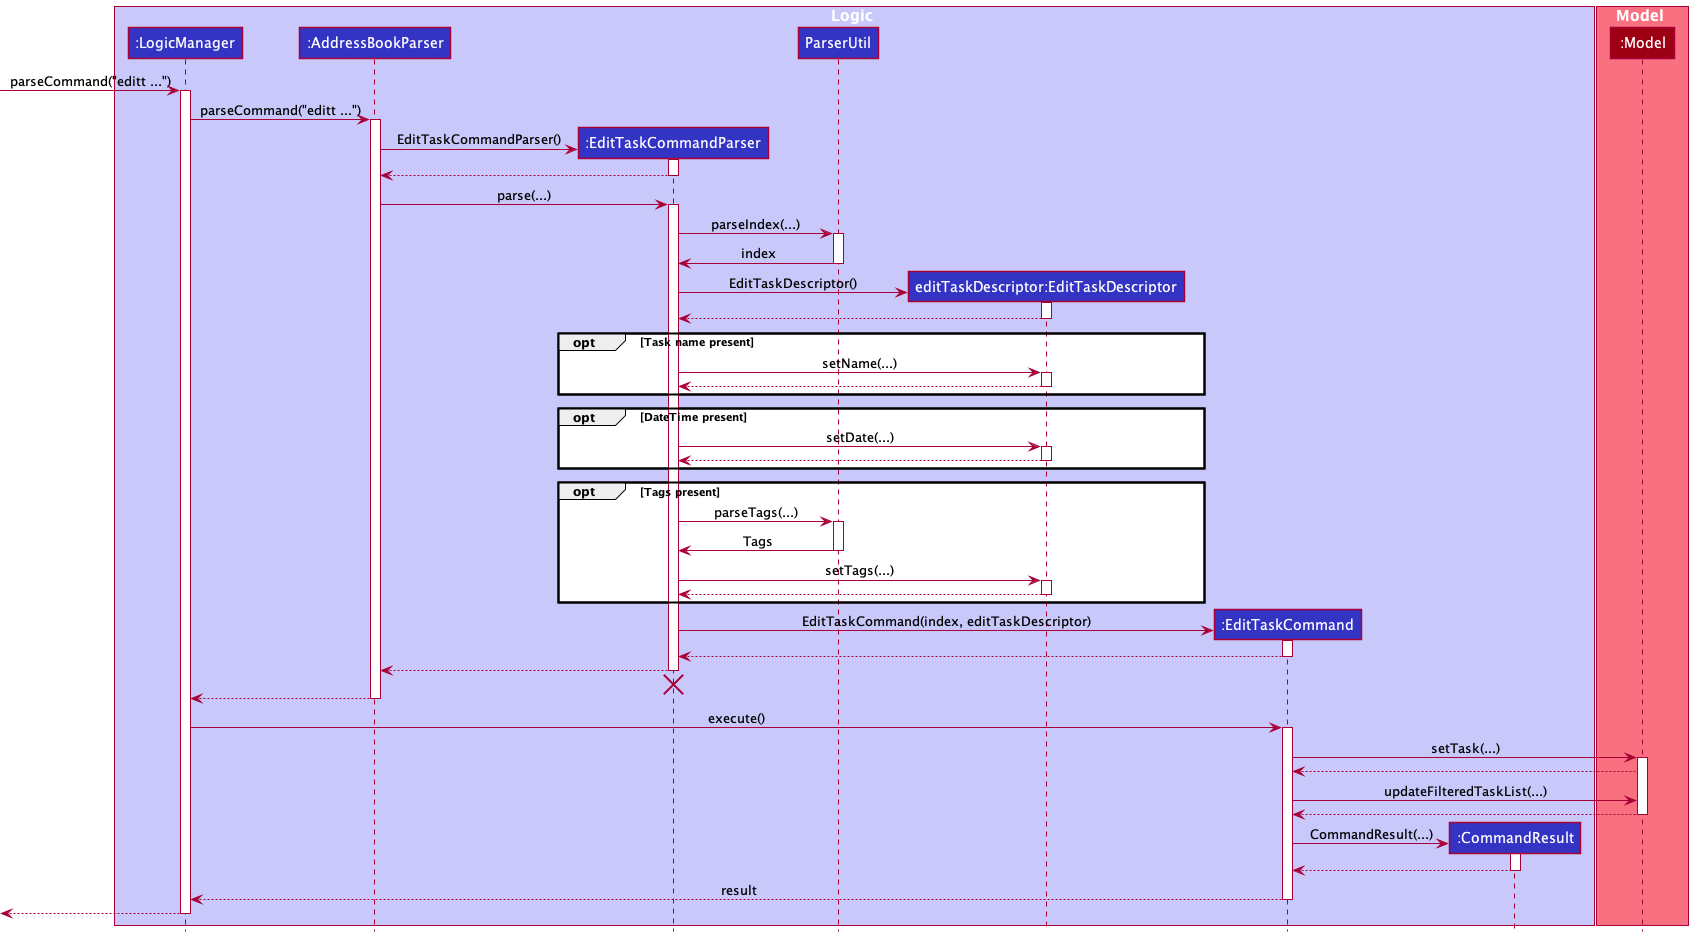 Logic
Model
:LogicManager
:AddressBookParser
ParserUtil
:Model
parseCommand("editt ...")
parseCommand("editt ...")
EditTaskCommandParser()
:EditTaskCommandParser
parse(...)
parseIndex(...)
index
EditTaskDescriptor()
editTaskDescriptor:EditTaskDescriptor
opt
[Task name present]
setName(...)
opt
[DateTime present]
setDate(...)
opt
[Tags present]
parseTags(...)
Tags
setTags(...)
EditTaskCommand(index, editTaskDescriptor)
:EditTaskCommand
execute()
setTask(...)
updateFilteredTaskList(...)
CommandResult(...)
:CommandResult
result